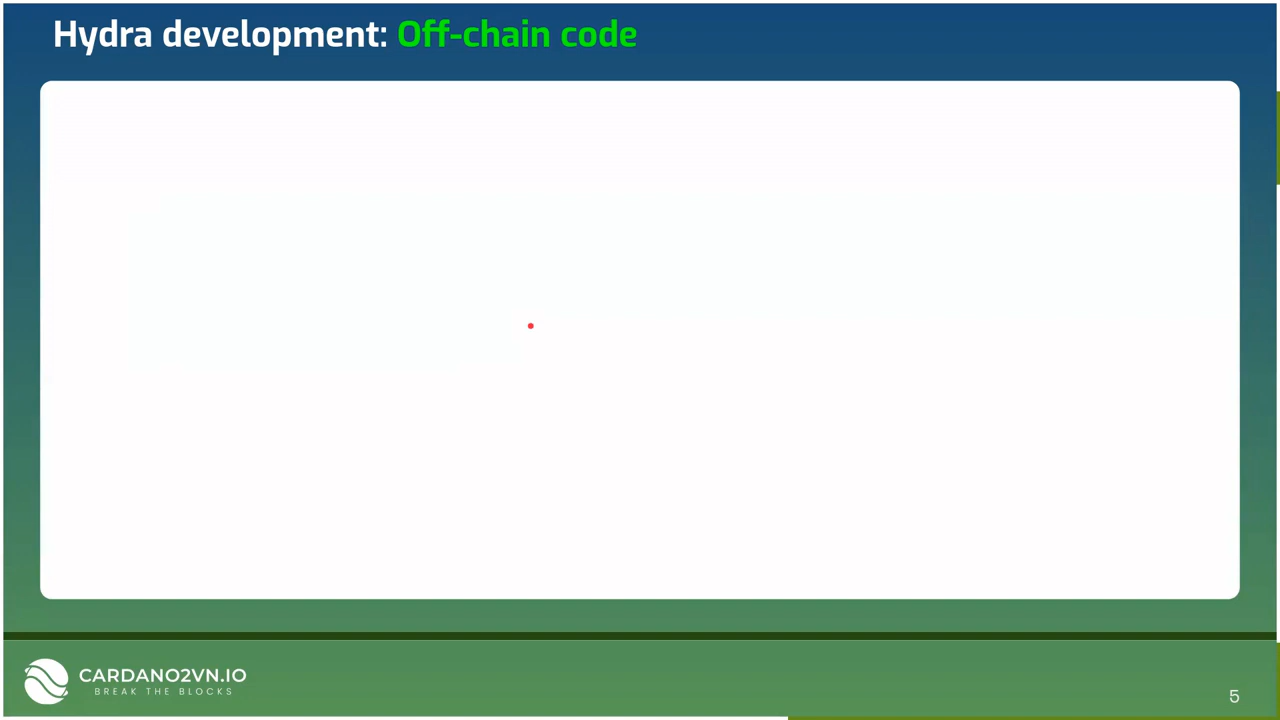 Hydra development: Off-chain code
CARDANO2VN.IO
BREAK THE BLOCKS
5